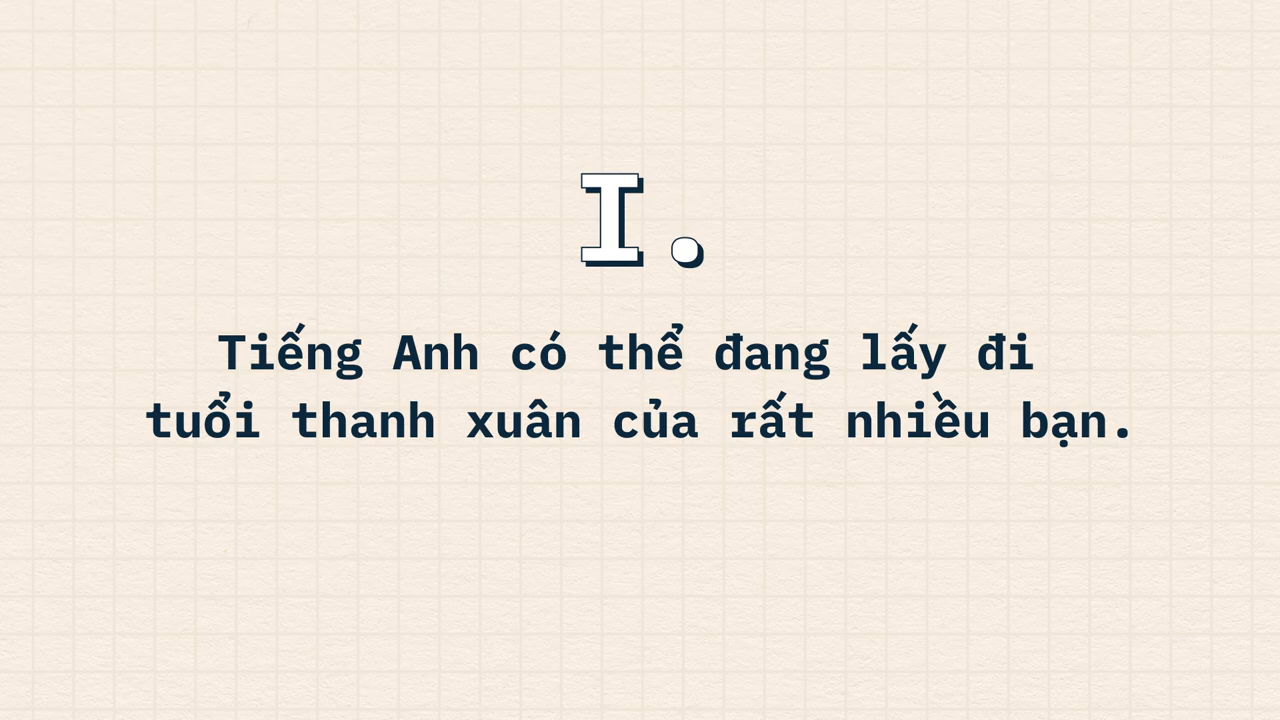 I.
Tiếng Anh có thể đang lấy đi
tuổi thanh xuân của rất nhiều bạn.